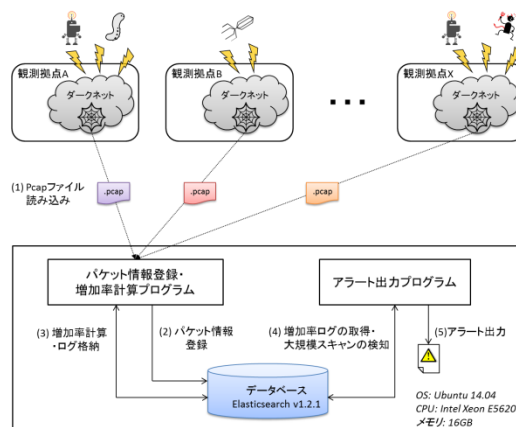 観測拠点A
ダークネット
観測拠点B
ダークネット
観測拠点X
ダークネット
(1) Pcapファイル
読み込み
.pcap
.pcap
.pcap
パケット情報登録・
増加率計算プログラム
アラート出力プログラム
(3) 増加率計算
・ログ格納
(2) パケット情報
登録
(4) 増加率ログの取得・
大規模スキャンの検知
(5)アラート出力
データベース
Elasticsearch v1.2.1
OS: Ubuntu 14.04
CPU: Intel Xeon E5620
メモリ: 16GB